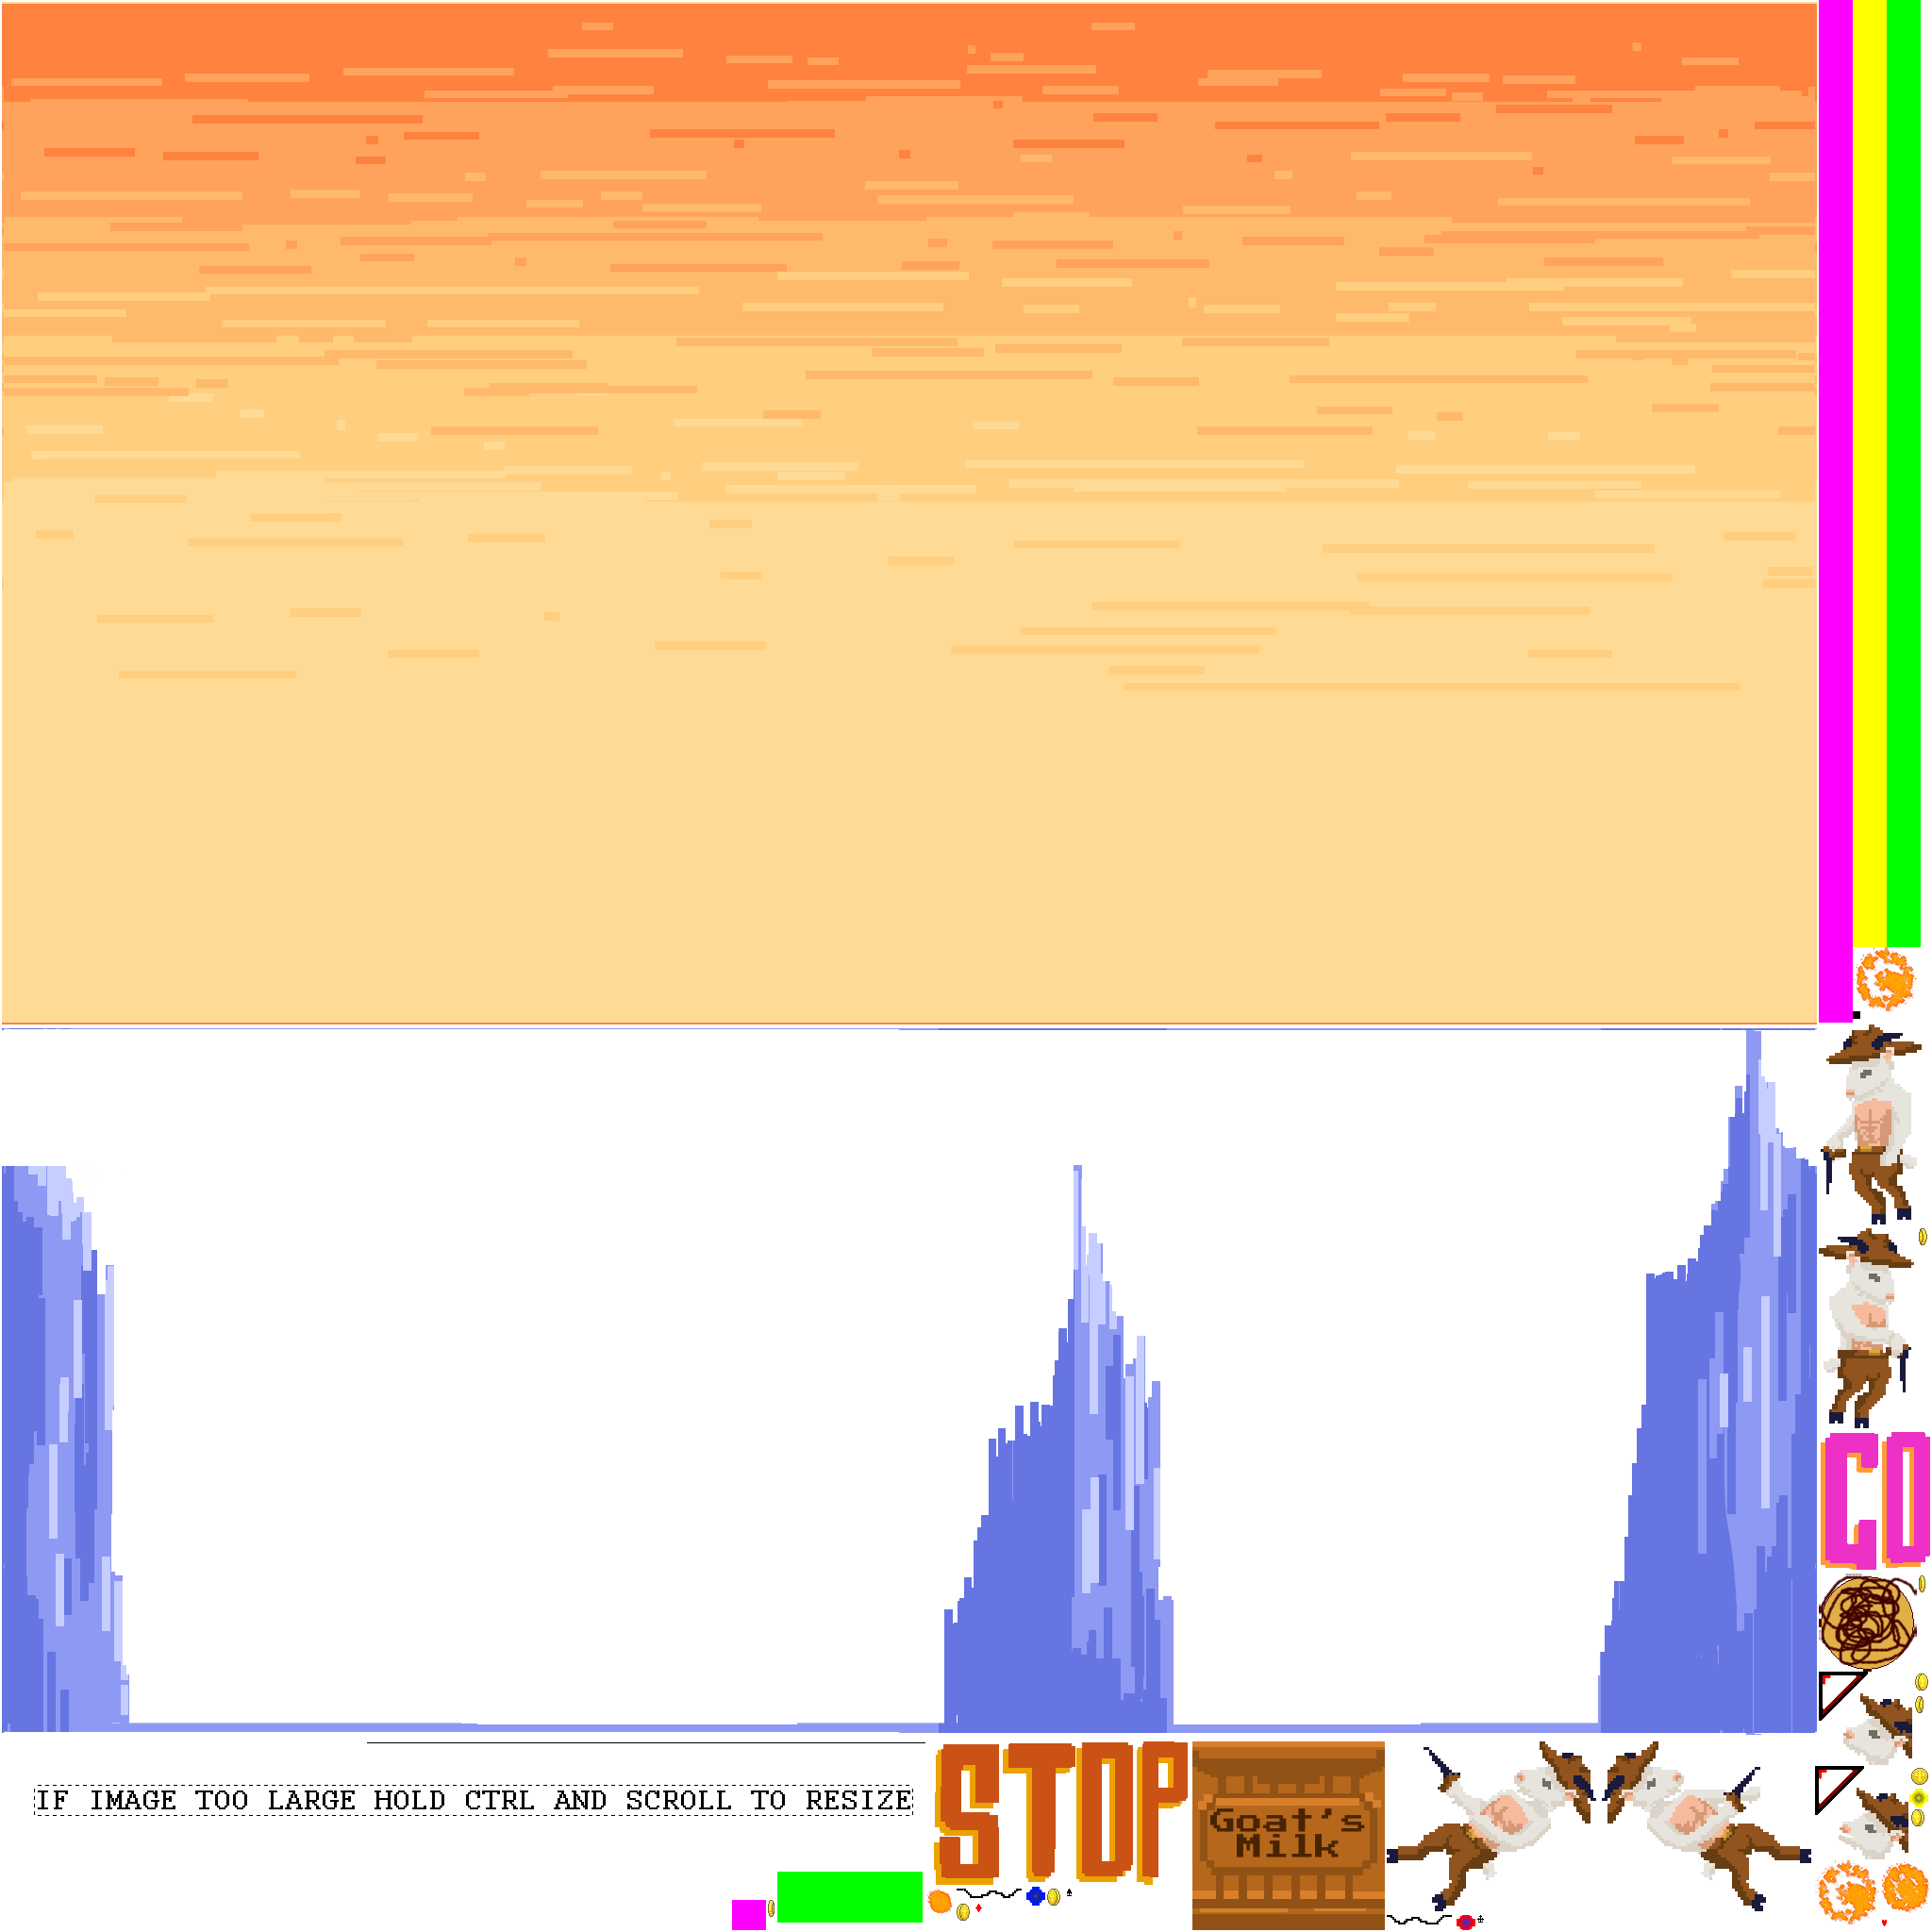 GO
IF IMAGE TOO LARGE HOLD CTRL AND SCROLL TO RESIZE
STOP
Goat's
Milk